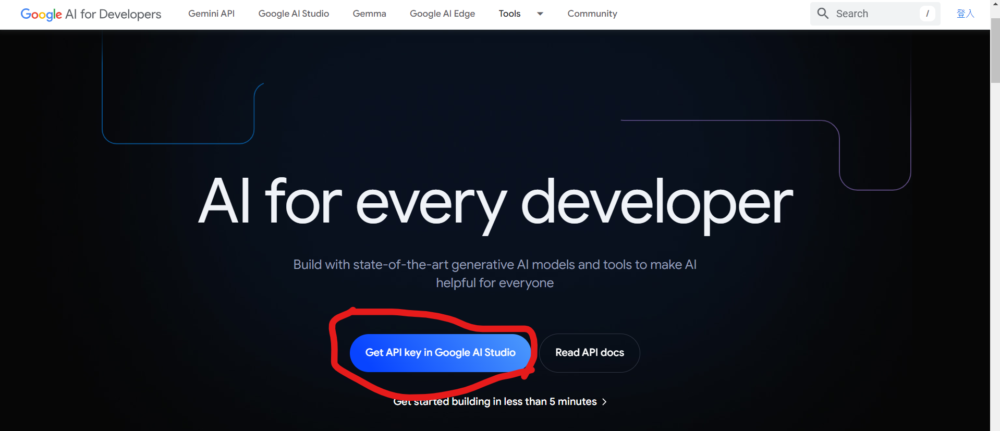 Google AI for Developers Gemini API Google AI Studio Gemma Google AI Edge Tools Community Search / 登入
AI for every developer
Build with state-of-the-art generative AI models and tools to make AI
helpful for everyone
Get API key in Google AI Studio Read API docs
Get started building in less than 5 minutes